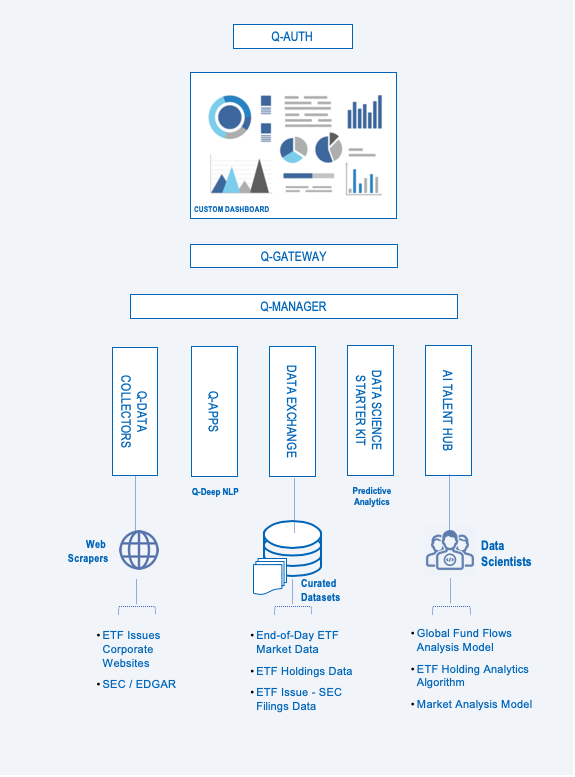 Q-AUTH
CUSTOM DASHBOARD
Q-GATEWAY
Q-MANAGER
Q-DATA
COLLECTORS
Q-APPS
DATA EXCHANGE
DATA SCIENCE
STARTER KIT
AI TALENT HUB
Q-Deep NLP
Predictive
Analytics
Web
Scrapers
Curated
Datasets
Data
Scientists
• ETF Issues
Corporate
Websites
• SEC / EDGAR
• End-of-Day ETF
Market Data
• ETF Holdings Data
• ETF Issue - SEC
Filings Data
• Global Fund Flows
Analysis Model
• ETF Holding Analytics
Algorithm
• Market Analysis Model